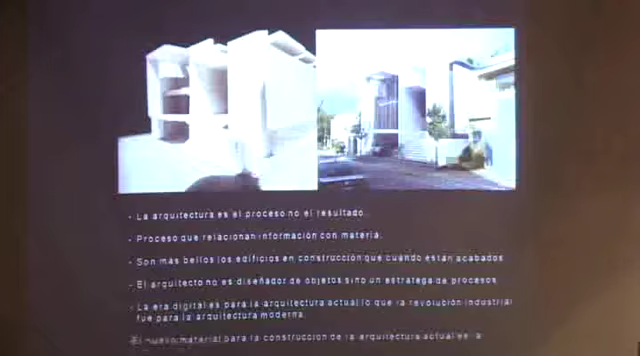 - La arquitectura es el proceso no el resultado.
- Proceso que relacionan información con materia.
- Son más bellos los edificios en construcción que cuando están acabados
- El arquitecto no es diseñador de objetos sino un estratega de procesos
- La era digital es para la arquitectura actual lo que la revolución industrial
fue para la arquitectura moderna.
El nuevo material para la construcción de la arquitectura actual es la